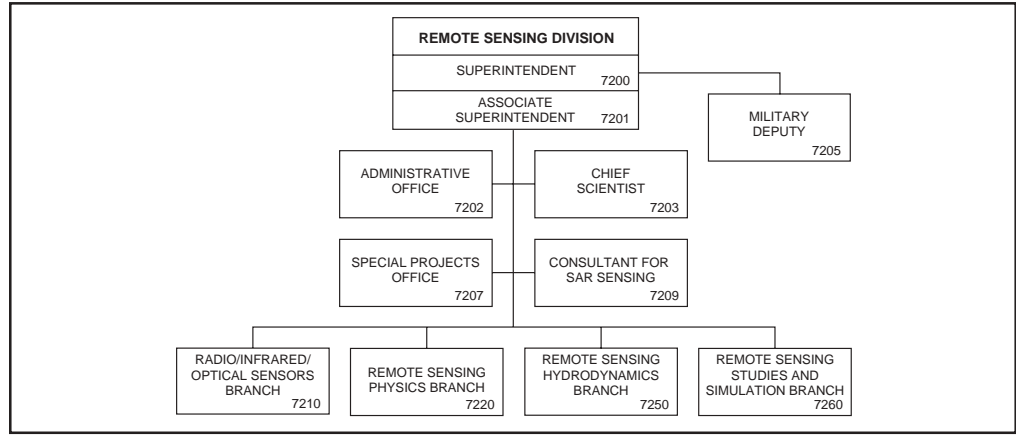 REMOTE SENSING DIVISION
SUPERINTENDENT
7200
ASSOCIATE
SUPERINTENDENT
7201
MILITARY
DEPUTY
7205
ADMINISTRATIVE
OFFICE
7202
CHIEF
SCIENTIST
7203
SPECIAL PROJECTS
OFFICE
7207
CONSULTANT FOR
SAR SENSING
7209
RADIO/INFRARED/
OPTICAL SENSORS
BRANCH
7210
REMOTE SENSING
PHYSICS BRANCH
7220
REMOTE SENSING
HYDRODYNAMICS
BRANCH
7250
REMOTE SENSING
STUDIES AND
SIMULATION BRANCH
7260